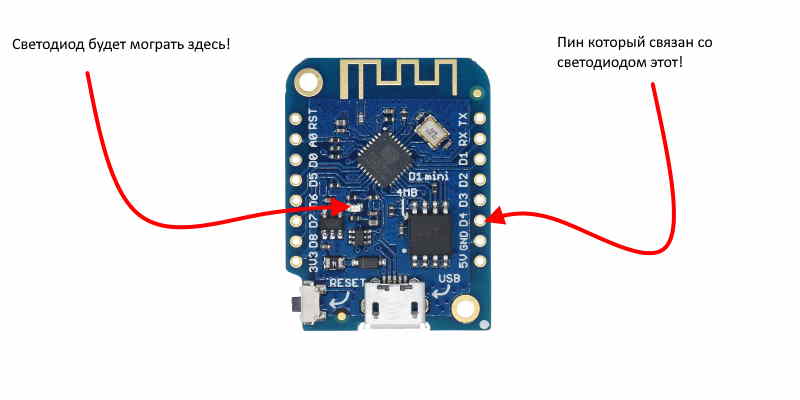 Светодиод будет мограть здесь!
Пин который связан со
светодиодом этот!
RST
A0
D0
D5
D6
D7
D8
3V3
TX
RX
D1
D2
D3
D4
GND
5V
D1 mini
4MB
RESET
USB